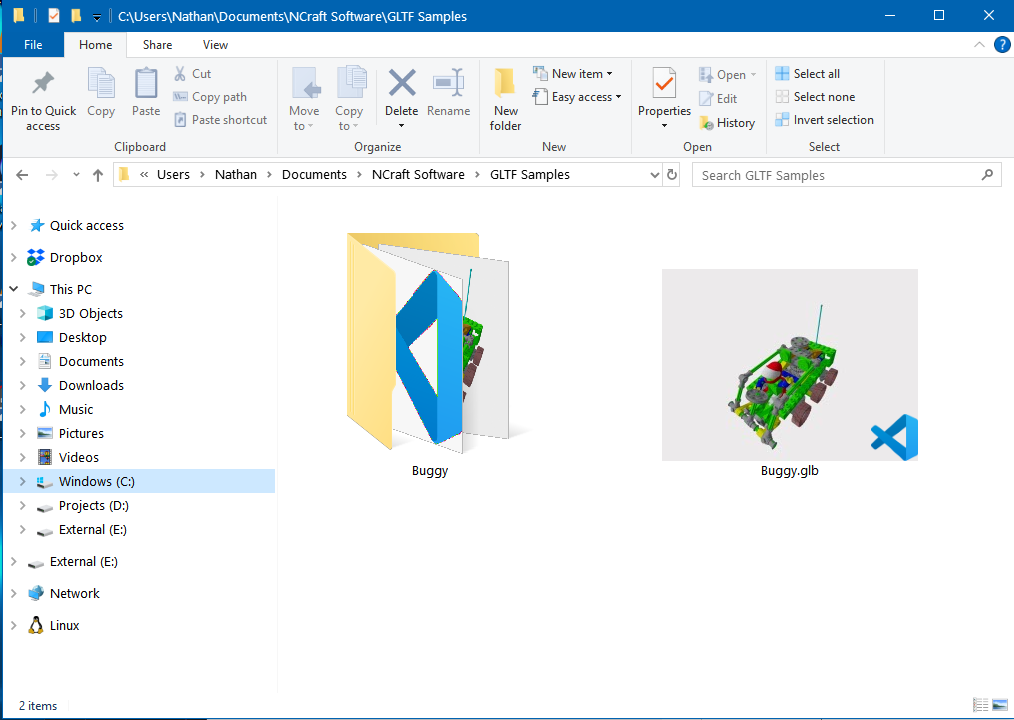 C:\Users\Nathan\Documents\NCraft Software\GLTF Samples
File Home Share View
Pin to Quick access
Copy
Paste
Cut
Copy path
Paste shortcut
Clipboard
Move to
Copy to
Delete
Rename
Organize
New folder
New item
Easy access
New
Properties
Open
Edit
History
Open
Select all
Select none
Invert selection
Select
« Users > Nathan > Documents > NCraft Software > GLTF Samples
Search GLTF Samples
Quick access
Dropbox
This PC
3D Objects
Desktop
Documents
Downloads
Music
Pictures
Videos
Windows (C:)
Projects (D:)
External (E:)
External (E:)
Network
Linux
Buggy
Buggy.glb
2 items